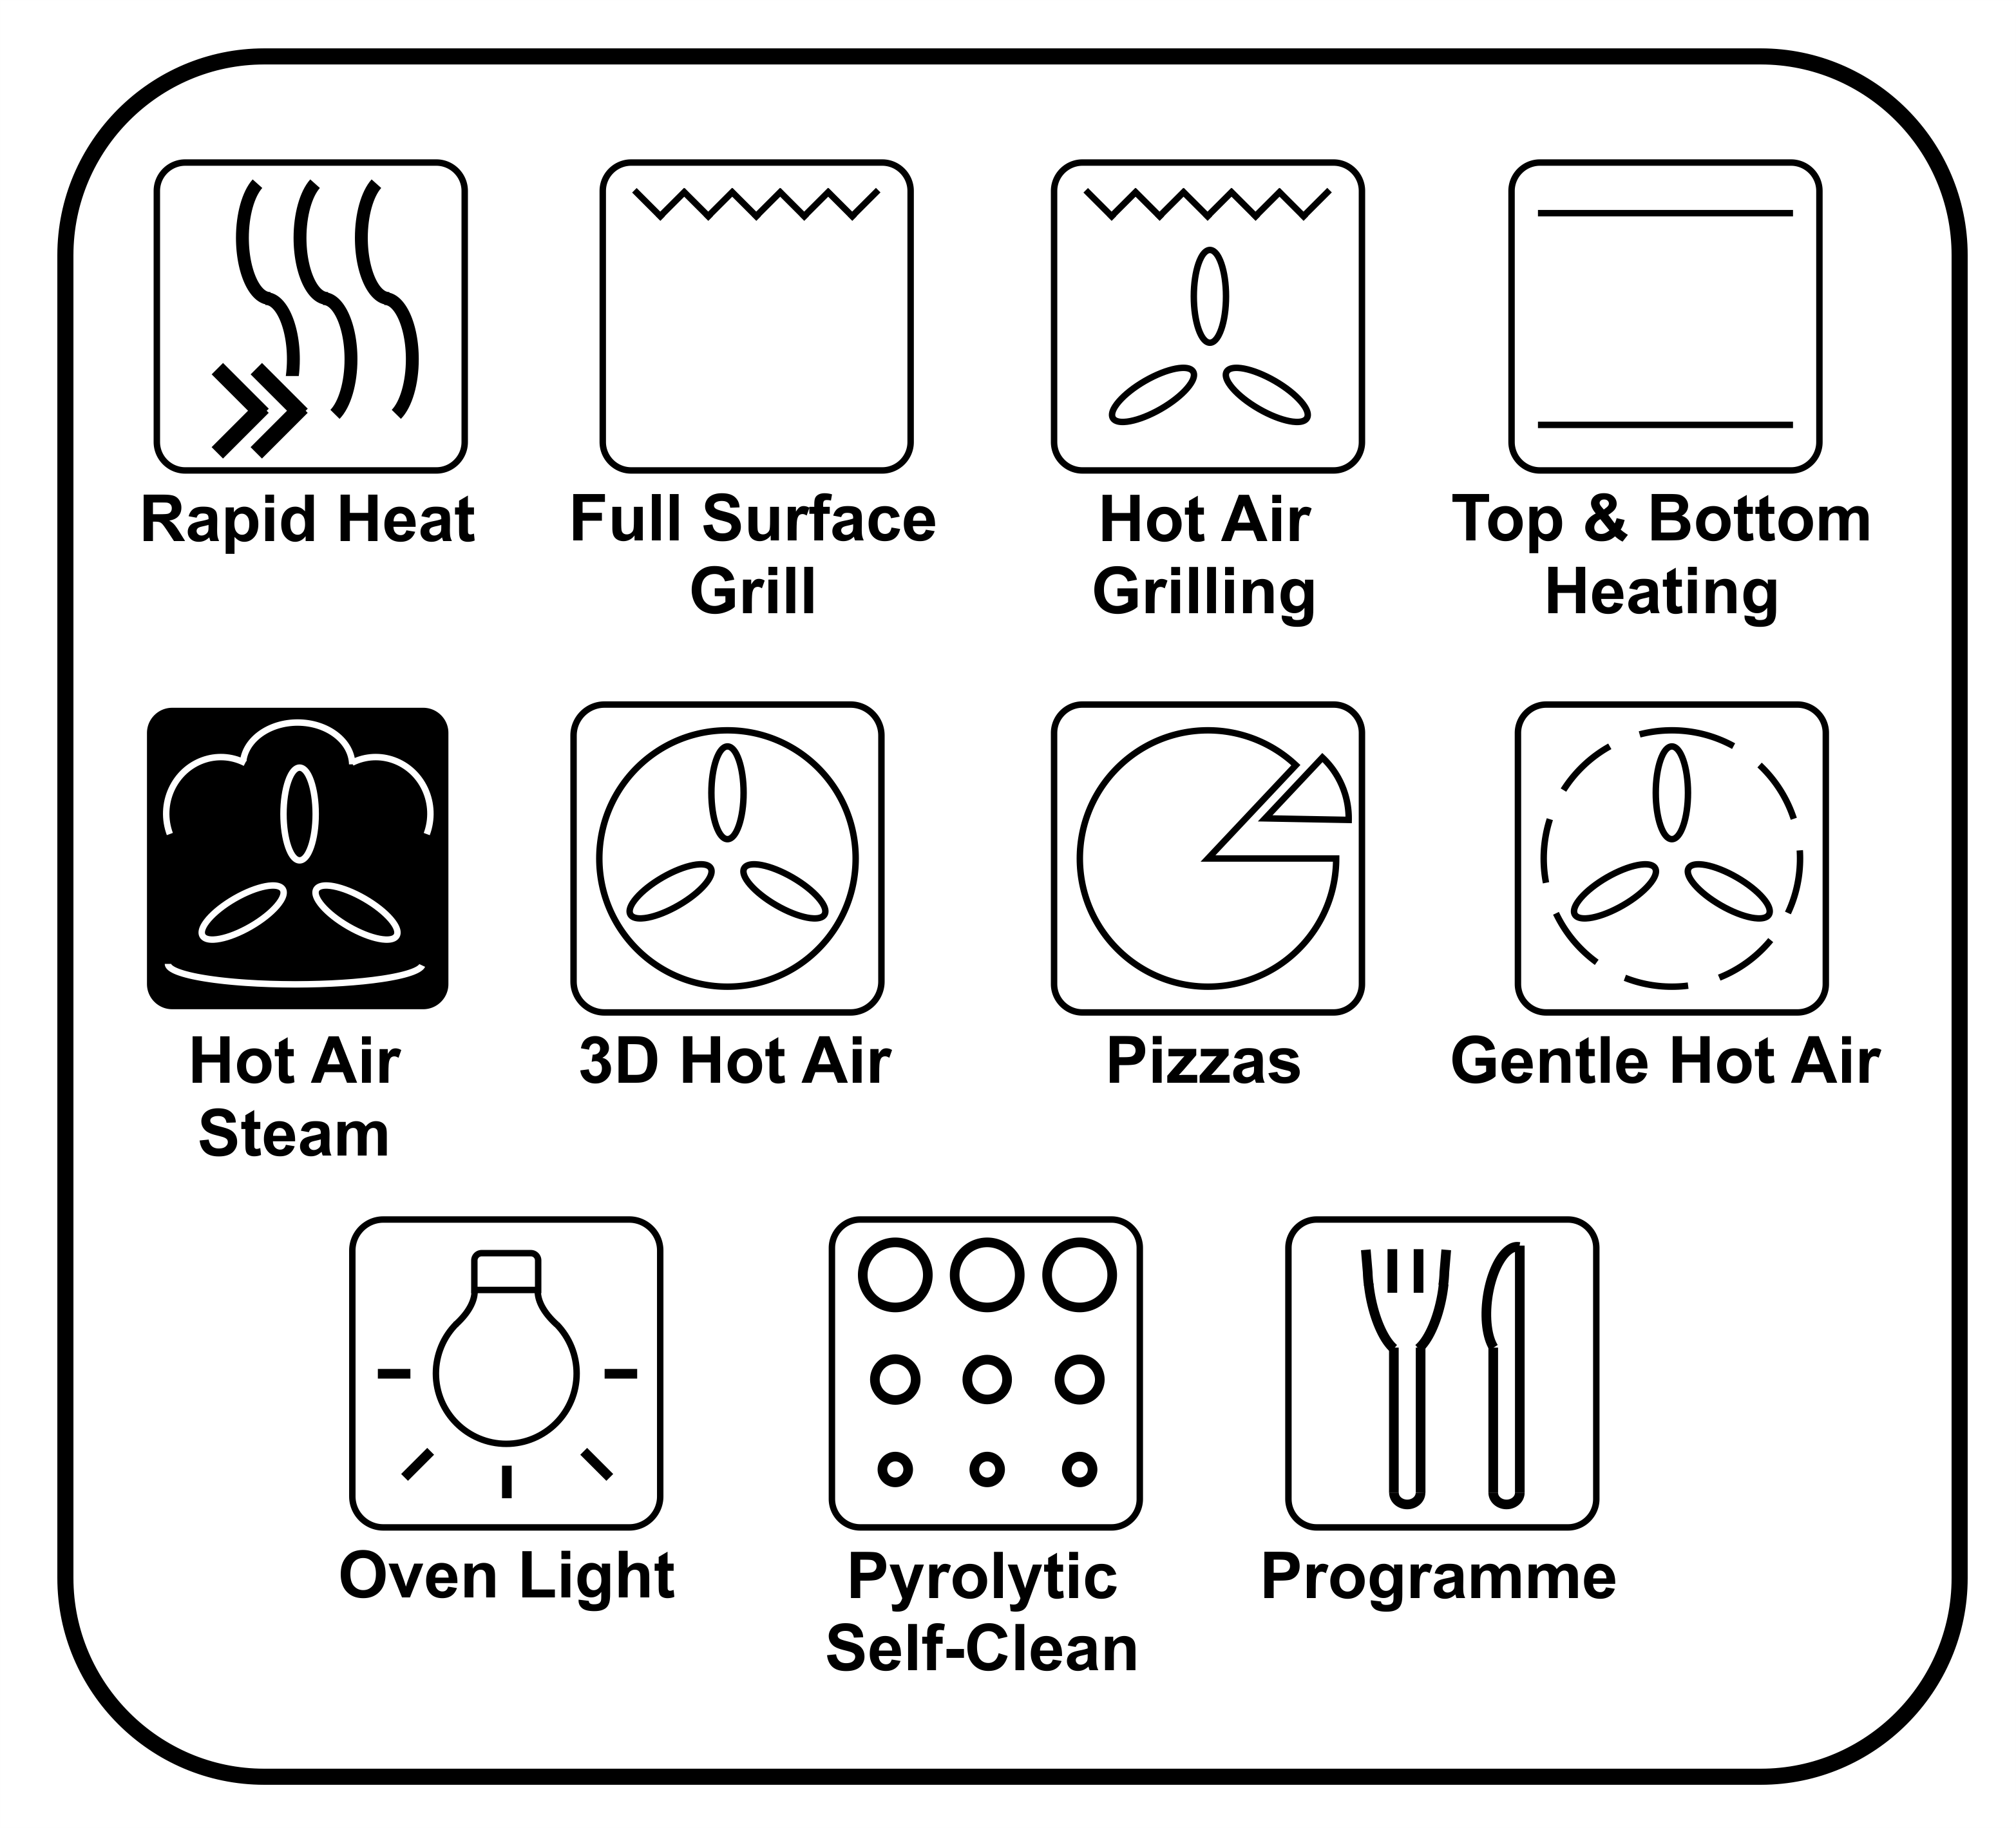 Rapid Heat
Full Surface
Grill
Hot Air
Grilling
Top & Bottom
Heating
Hot Air
Steam
3D Hot Air
Pizzas
Gentle Hot Air
Oven Light
Pyrolytic
Self-Clean
Programme